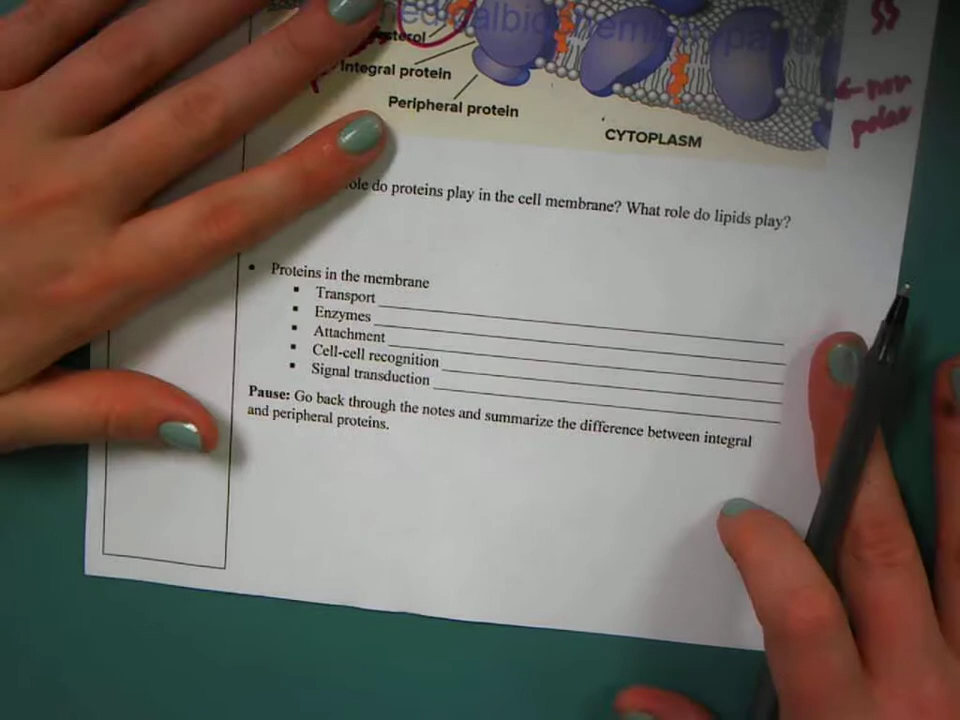 Integral protein
Peripheral protein
CYTOPLASM
non
polar
do proteins play in the cell membrane? What role do lipids play?
• Proteins in the membrane
▪ Transport
▪ Enzymes
▪ Attachment
▪ Cell-cell recognition
▪ Signal transduction
Pause: Go back through the notes and summarize the difference between integral
and peripheral proteins.